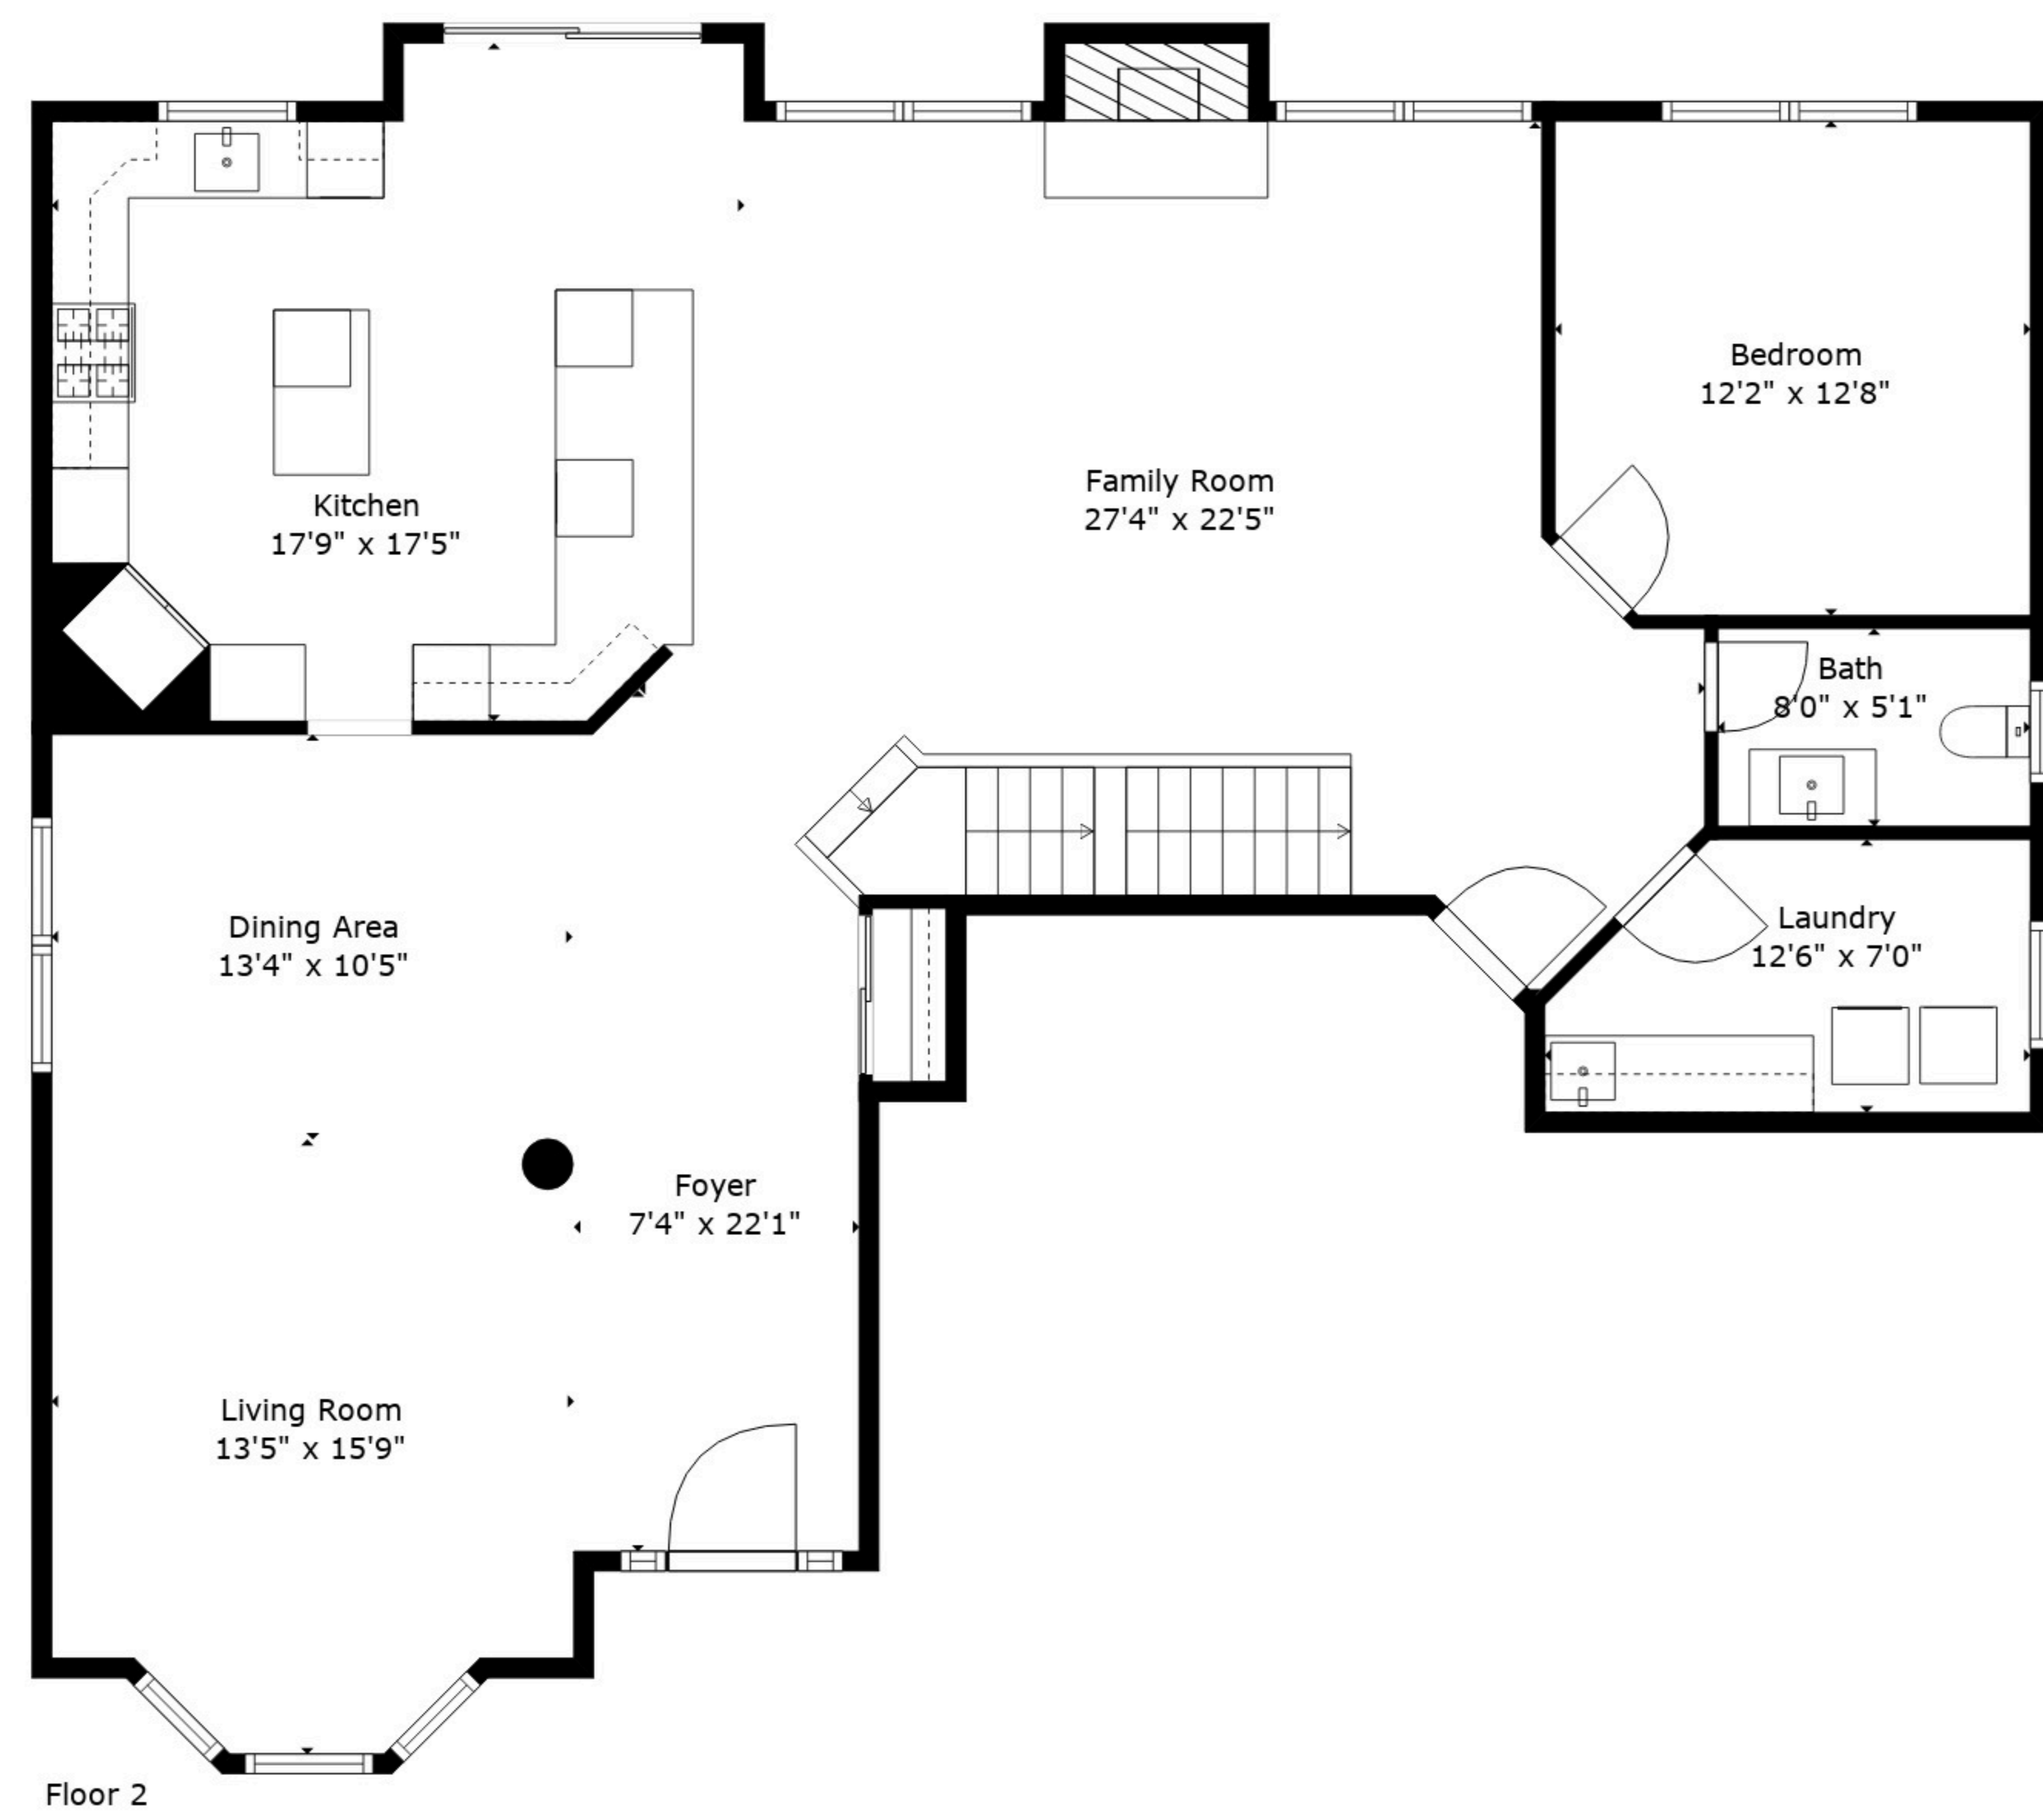 Bedroom
12'2" x 12'8"
Family Room
27'4" x 22'5"
Kitchen
17'9" x 17'5"
Bath
8'0" x 5'1"
Dining Area
13'4" x 10'5"
Laundry
12'6" x 7'0"
Foyer
7'4" x 22'1"
Living Room
13'5" x 15'9"
Floor 2